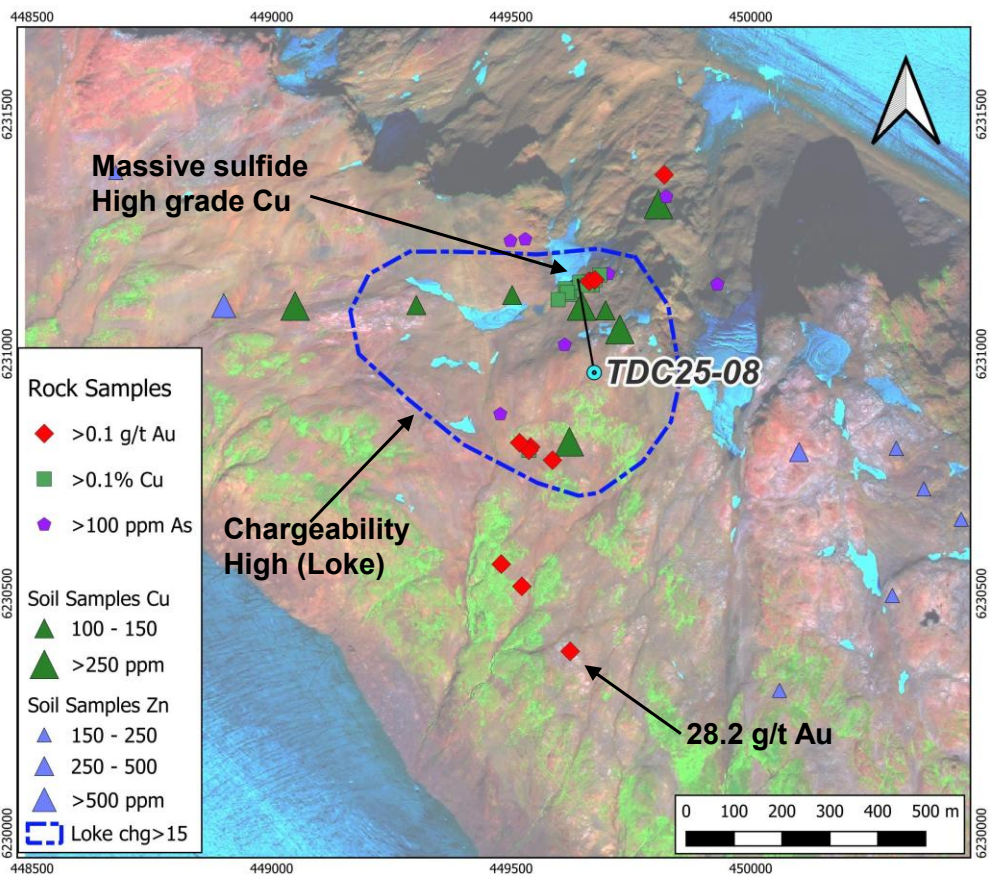 448500 449000 449500 450000
6231500
6231500
Massive sulfide
High grade Cu
6231000
6231000
TDC25-08
Rock Samples
>0.1 g/t Au
>0.1% Cu
>100 ppm As
Soil Samples Cu
100 - 150
>250 ppm
Soil Samples Zn
150 - 250
250 - 500
>500 ppm
Loke chg>15
Chargeability
High (Loke)
6230500
6230500
28.2 g/t Au
0 100 200 300 400 500 m
6230000
6230000
448500 449000 449500 450000